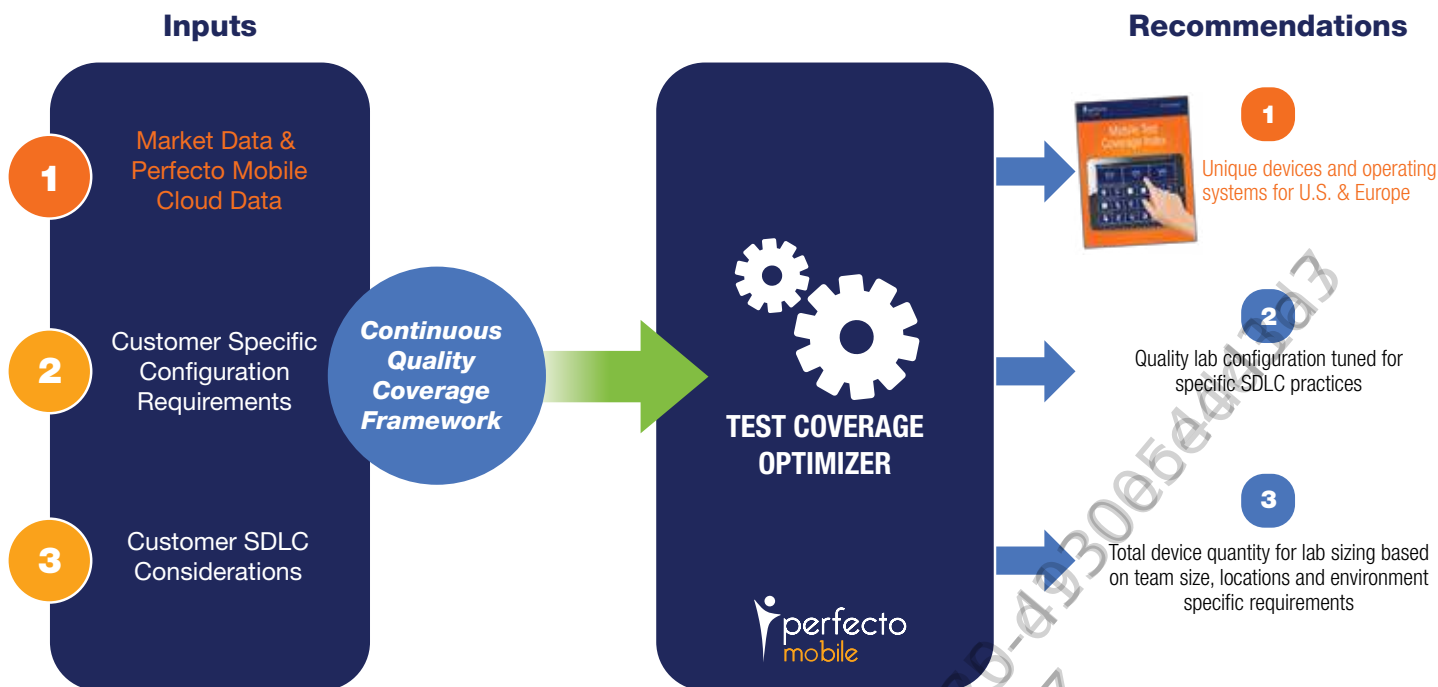 Inputs
1
Market Data &
Perfecto Mobile
Cloud Data
2
Customer Specific
Configuration
Requirements
3
Customer SDLC
Considerations
Continuous
Quality
Coverage
Framework
TEST COVERAGE
OPTIMIZER
perfecto
mobile
Recommendations
Mobile Test
Coverage Index
1
Unique devices and operating
systems for U.S. & Europe
2
Quality lab configuration tuned for
specific SDLC practices
3
Total device quantity for lab sizing based
on team size, locations and environment
specific requirements